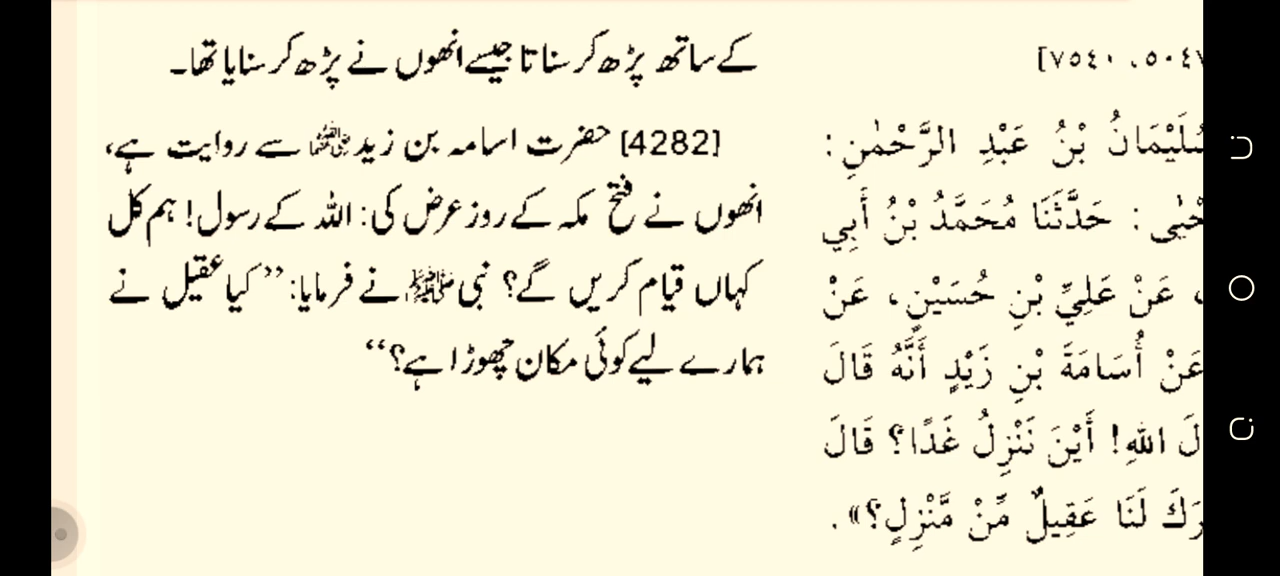 ٥٠٤٧، ٧٥٤٠]
سُلَيْمَانُ بْنُ عَبْدِ الرَّحْمٰنِ:
: حَدَّثَنَا مُحَمَّدُ بْنُ أَبِي
، عَنْ عَلِيِّ بْنِ حُسَيْنٍ، عَنْ
عَنْ أُسَامَةَ بْنِ زَيْدٍ أَنَّهُ قَالَ
اللهِ! أَيْنَ نَنْزِلُ غَدًا؟ قَالَ
لَنَا عَقِيلٌ مِّنْ مَّنْزِلٍ؟» .
کے ساتھ پڑھ کر سناتا جیسے انھوں نے پڑھ کر سنایا تھا۔
[4282] حضرت اسامہ بن زید رضی اللہ عنہما سے روایت ہے،
انھوں نے فتح مکہ کے روز عرض کی: اللہ کے رسول! ہم کل
کہاں قیام کریں گے؟ نبی ﷺ نے فرمایا: ”کیا عقیل نے
ہمارے لیے کوئی مکان چھوڑا ہے؟“